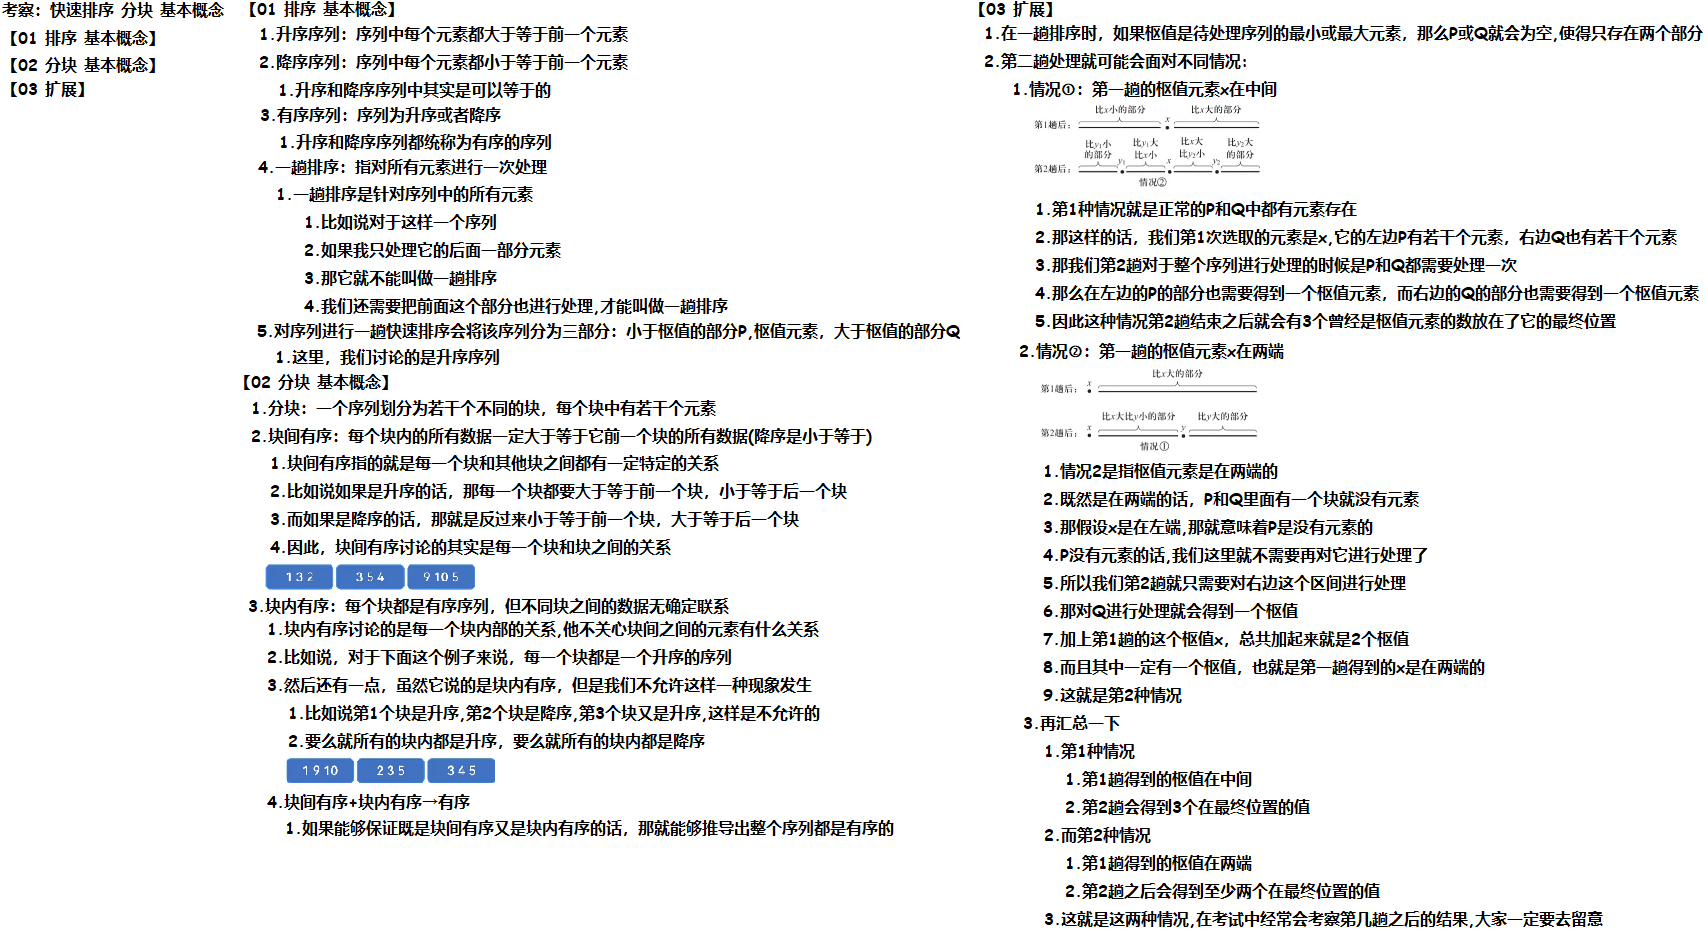 考察：快速排序 分块 基本概念
【01 排序 基本概念】
【02 分块 基本概念】
【03 扩展】
【01 排序 基本概念】
1.升序序列：序列中每个元素都大于等于前一个元素
2.降序序列：序列中每个元素都小于等于前一个元素
1.升序和降序序列中其实是可以等于的
3.有序序列：序列为升序或者降序
1.升序和降序序列都统称为有序的序列
4.一趟排序：指对所有元素进行一次处理
1.一趟排序是针对序列中的所有元素
1.比如说对于这样一个序列
2.如果我只处理它的后面一部分元素
3.那它就不能叫做一趟排序
4.我们还需要把前面这个部分也进行处理,才能叫做一趟排序
5.对序列进行一趟快速排序会将该序列分为三部分：小于枢值的部分P,枢值元素，大于枢值的部分Q
1.这里，我们讨论的是升序序列
【02 分块 基本概念】
1.分块：一个序列划分为若干个不同的块，每个块中有若干个元素
2.块间有序：每个块内的所有数据一定大于等于它前一个块的所有数据(降序是小于等于)
1.块间有序指的就是每一个块和其他块之间都有一定特定的关系
2.比如说如果是升序的话，那每一个块都要大于等于前一个块，小于等于后一个块
3.而如果是降序的话，那就是反过来小于等于前一个块，大于等于后一个块
4.因此，块间有序讨论的其实是每一个块和块之间的关系
1 3 2 3 5 4 9 10 5
3.块内有序：每个块都是有序序列，但不同块之间的数据无确定联系
1.块内有序讨论的是每一个块内部的关系,他不关心块间之间的元素有什么关系
2.比如说，对于下面这个例子来说，每一个块都是一个升序的序列
3.然后还有一点，虽然它说的是块内有序，但是我们不允许这样一种现象发生
1.比如说第1个块是升序,第2个块是降序,第3个块又是升序,这样是不允许的
2.要么就所有的块内都是升序，要么就所有的块内都是降序
1 9 10 2 3 5 3 4 5
4.块间有序+块内有序→有序
1.如果能够保证既是块间有序又是块内有序的话，那就能够推导出整个序列都是有序的
【03 扩展】
1.在一趟排序时，如果枢值是待处理序列的最小或最大元素，那么P或Q就会为空,使得只存在两个部分
2.第二趟处理就可能会面对不同情况：
1.情况①：第一趟的枢值元素x在中间
比x小的部分 比x大的部分
第1趟后： x
比y₁小 比y₁大 比x大 比y₂大
的部分 比x小 比y₂小 的部分
第2趟后： y₁ x y₂
情况②
1.第1种情况就是正常的P和Q中都有元素存在
2.那这样的话，我们第1次选取的元素是x,它的左边P有若干个元素，右边Q也有若干个元素
3.那我们第2趟对于整个序列进行处理的时候是P和Q都需要处理一次
4.那么在左边的P的部分也需要得到一个枢值元素，而右边的Q的部分也需要得到一个枢值元素
5.因此这种情况第2趟结束之后就会有3个曾经是枢值元素的数放在了它的最终位置
2.情况②：第一趟的枢值元素x在两端
比x大的部分
第1趟后： x
比x大比y小的部分 比y大的部分
第2趟后： x y
情况①
1.情况2是指枢值元素是在两端的
2.既然是在两端的话，P和Q里面有一个块就没有元素
3.那假设x是在左端,那就意味着P是没有元素的
4.P没有元素的话,我们这里就不需要再对它进行处理了
5.所以我们第2趟就只需要对右边这个区间进行处理
6.那对Q进行处理就会得到一个枢值
7.加上第1趟的这个枢值x，总共加起来就是2个枢值
8.而且其中一定有一个枢值，也就是第一趟得到的x是在两端的
9.这就是第2种情况
3.再汇总一下
1.第1种情况
1.第1趟得到的枢值在中间
2.第2趟会得到3个在最终位置的值
2.而第2种情况
1.第1趟得到的枢值在两端
2.第2趟之后会得到至少两个在最终位置的值
3.这就是这两种情况,在考试中经常会考察第几趟之后的结果,大家一定要去留意